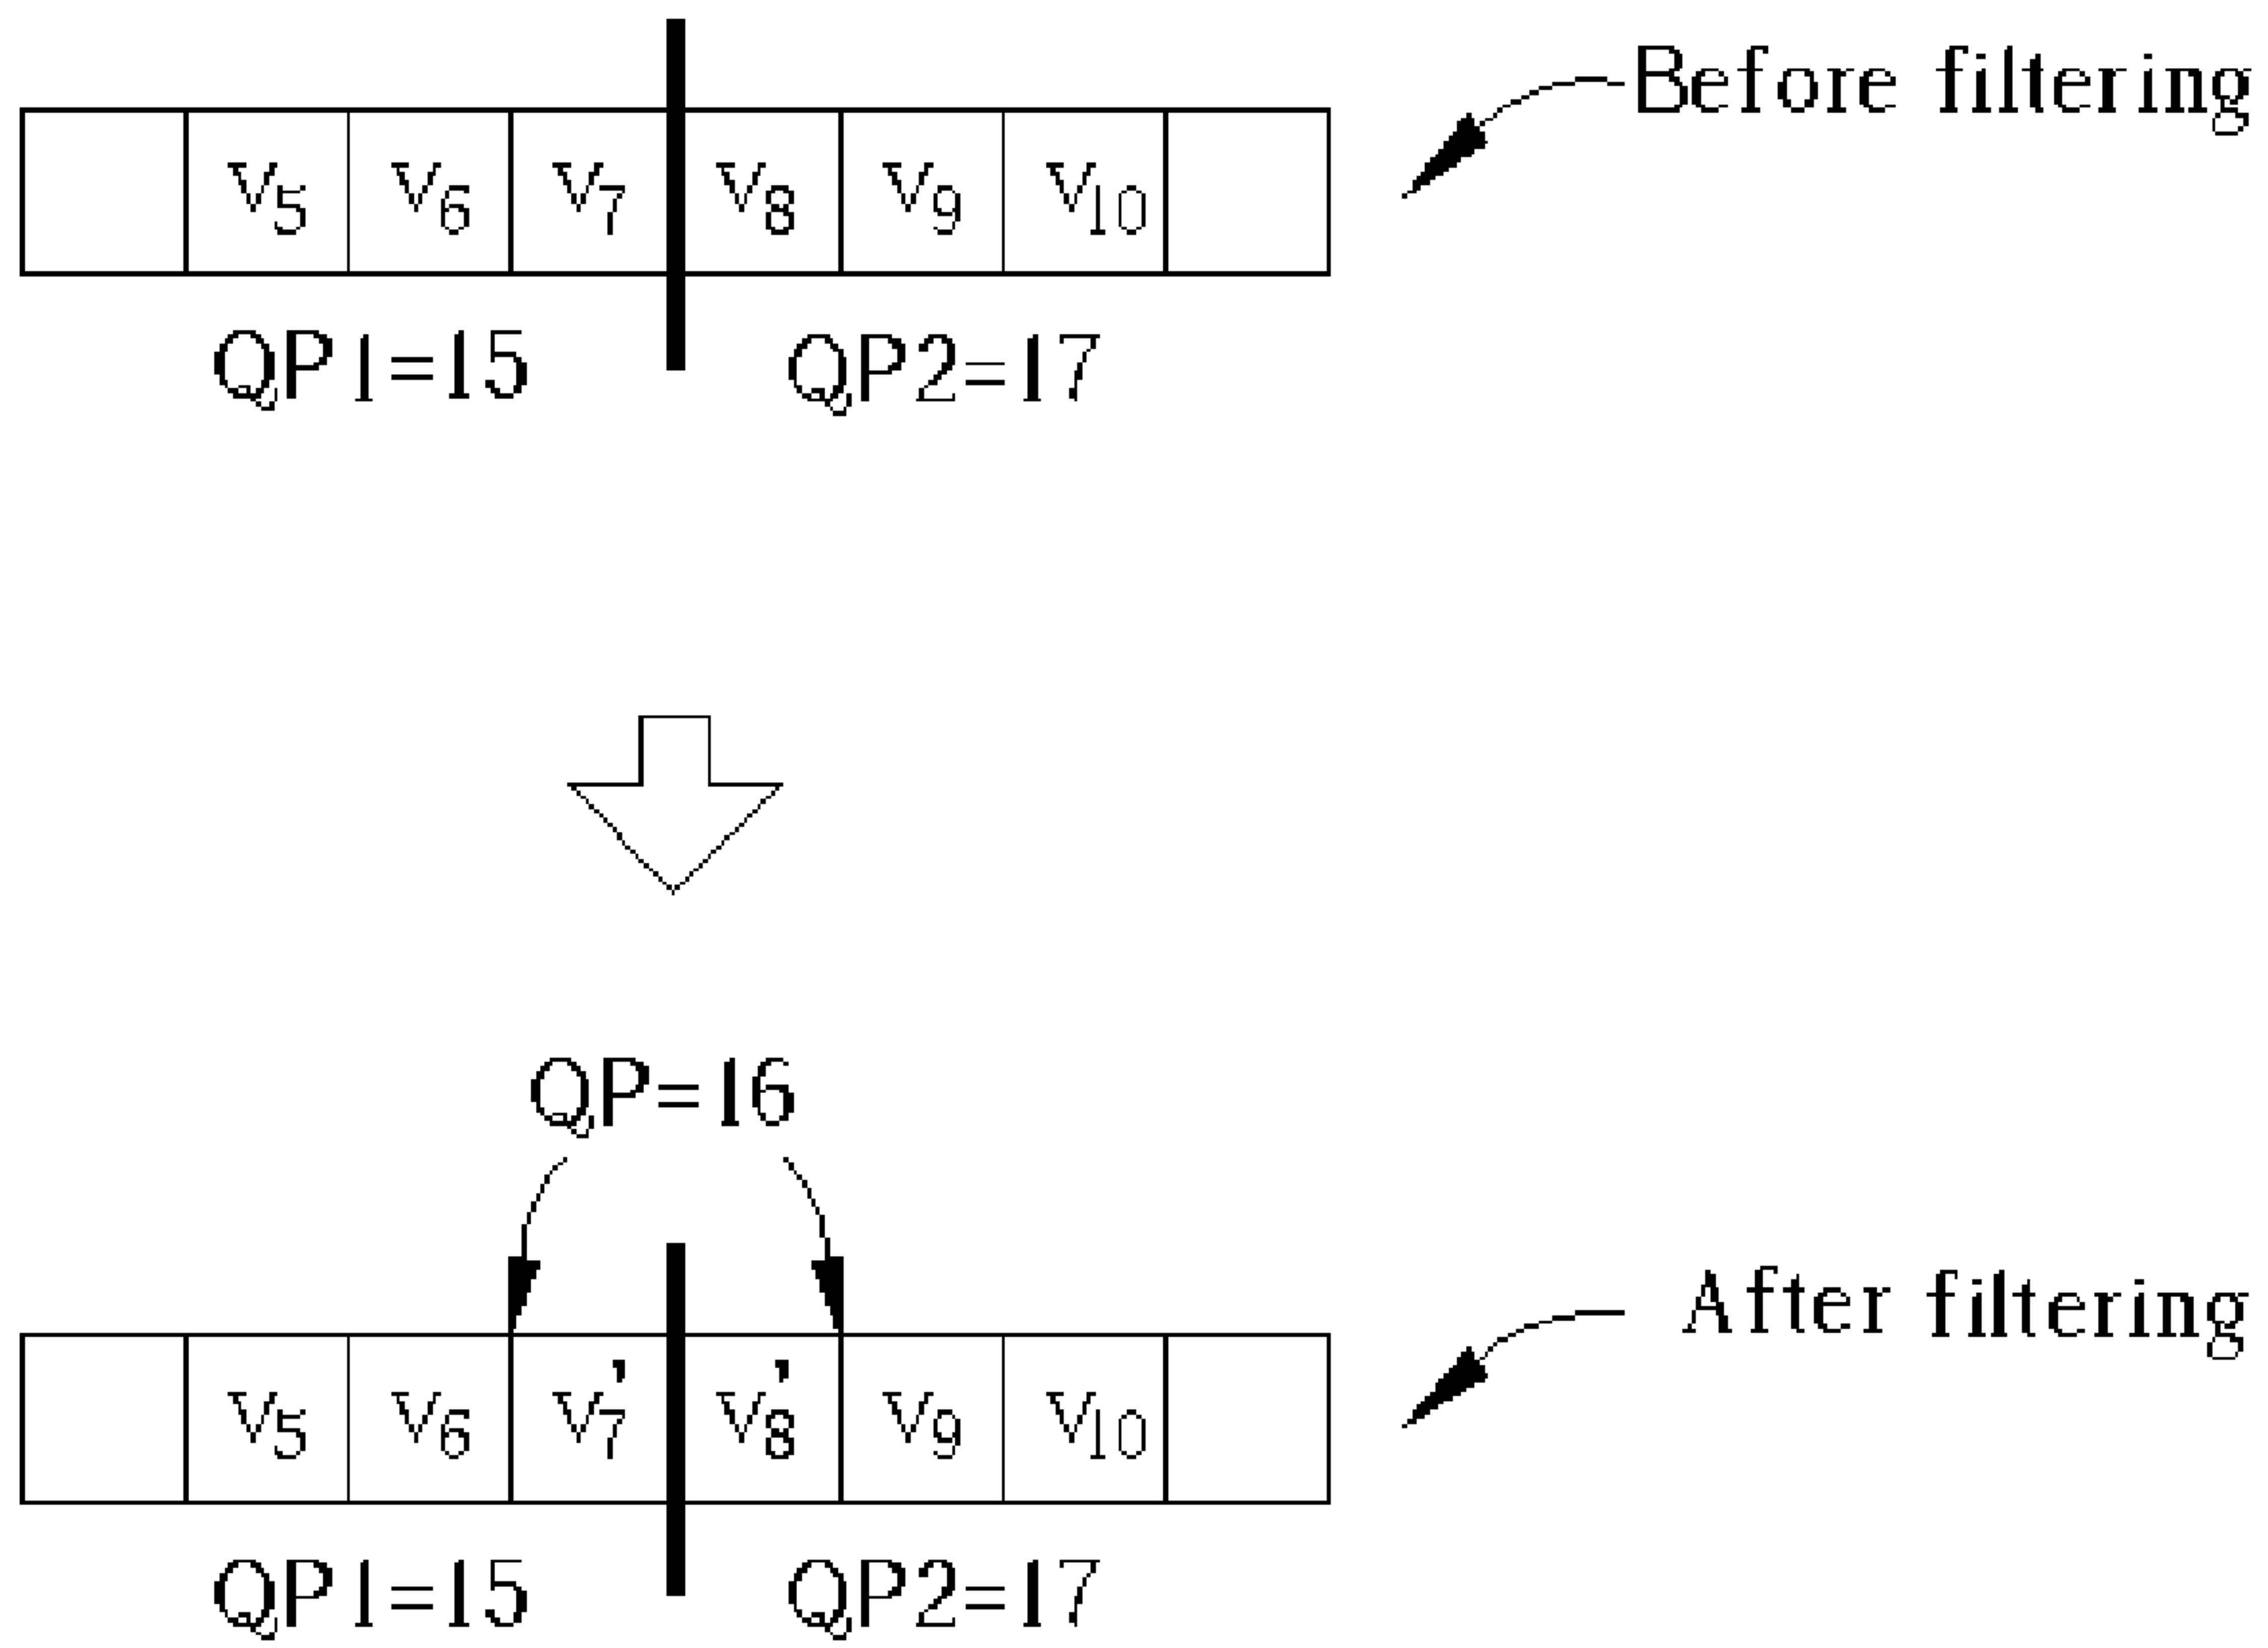 Before filtering
V5 V6 V7 V8 V9 V10
QP1=15 QP2=17
QP=16
After filtering
V5 V6 V7' V8' V9 V10
QP1=15 QP2=17